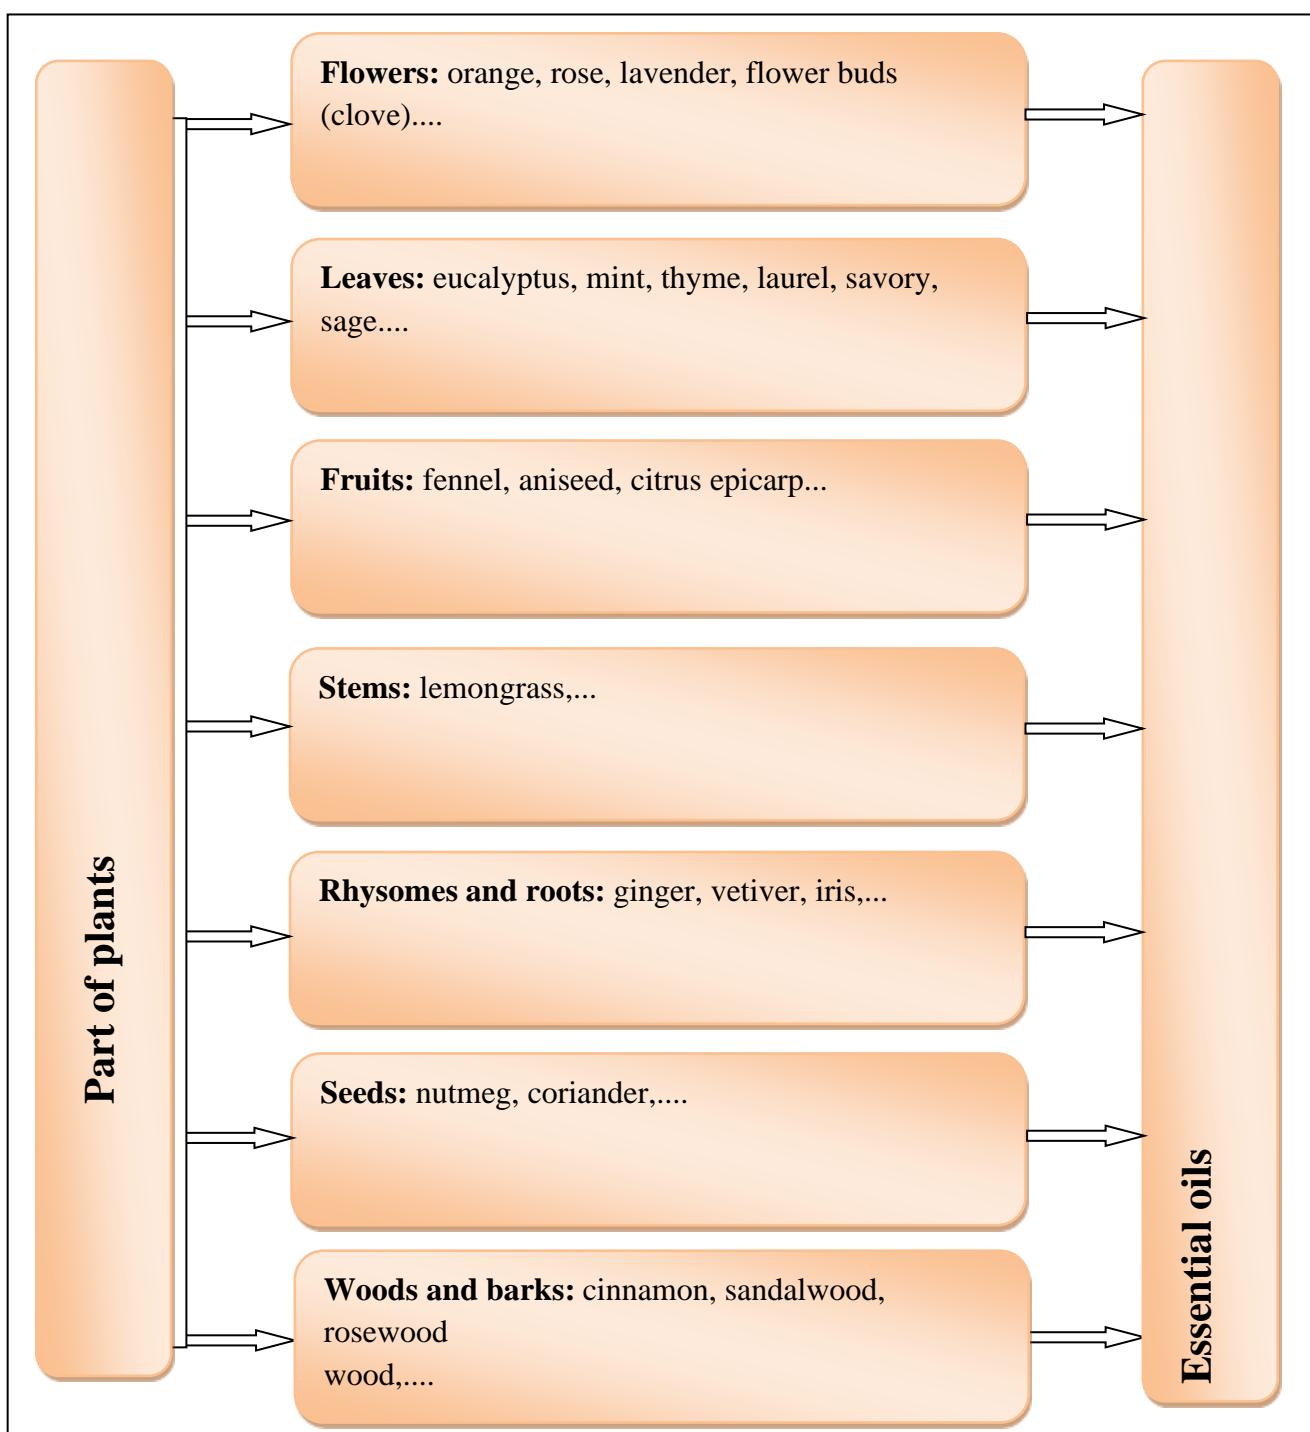 Part of plants
Flowers: orange, rose, lavender, flower buds
(clove)....
Leaves: eucalyptus, mint, thyme, laurel, savory,
sage....
Fruits: fennel, aniseed, citrus epicarp...
Stems: lemongrass,...
Rhysomes and roots: ginger, vetiver, iris,...
Seeds: nutmeg, coriander,....
Woods and barks: cinnamon, sandalwood,
rosewood
wood,....
Essential oils